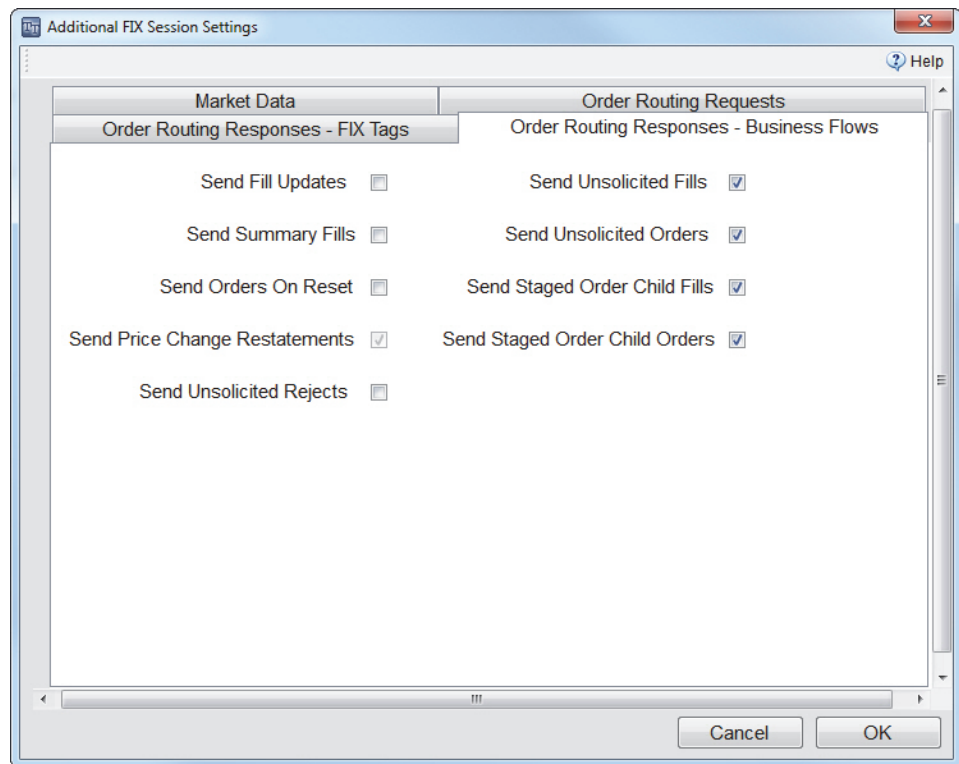 Additional FIX Session Settings
Help
Market Data
Order Routing Requests
Order Routing Responses - FIX Tags
Order Routing Responses - Business Flows
Send Fill Updates
Send Unsolicited Fills
Send Summary Fills
Send Unsolicited Orders
Send Orders On Reset
Send Staged Order Child Fills
Send Price Change Restatements
Send Staged Order Child Orders
Send Unsolicited Rejects
Cancel
OK